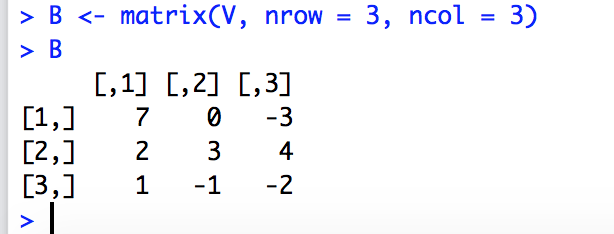 > B <- matrix(V, nrow = 3, ncol = 3)
> B
     [,1] [,2] [,3]
[1,]    7    0   -3
[2,]    2    3    4
[3,]    1   -1   -2
>